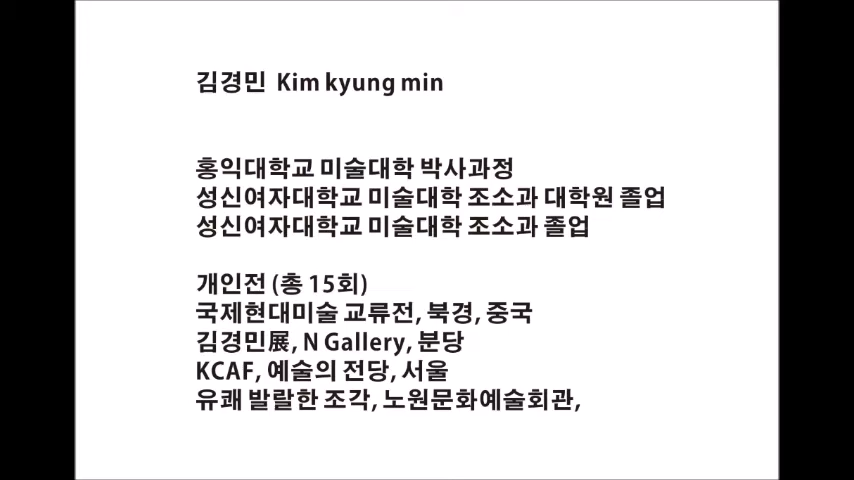 김경민 Kim kyung min
홍익대학교 미술대학 박사과정
성신여자대학교 미술대학 조소과 대학원 졸업
성신여자대학교 미술대학 조소과 졸업
개인전 (총 15회)
국제현대미술 교류전, 북경, 중국
김경민展, N Gallery, 분당
KCAF, 예술의 전당, 서울
유쾌 발랄한 조각, 노원문화예술회관,